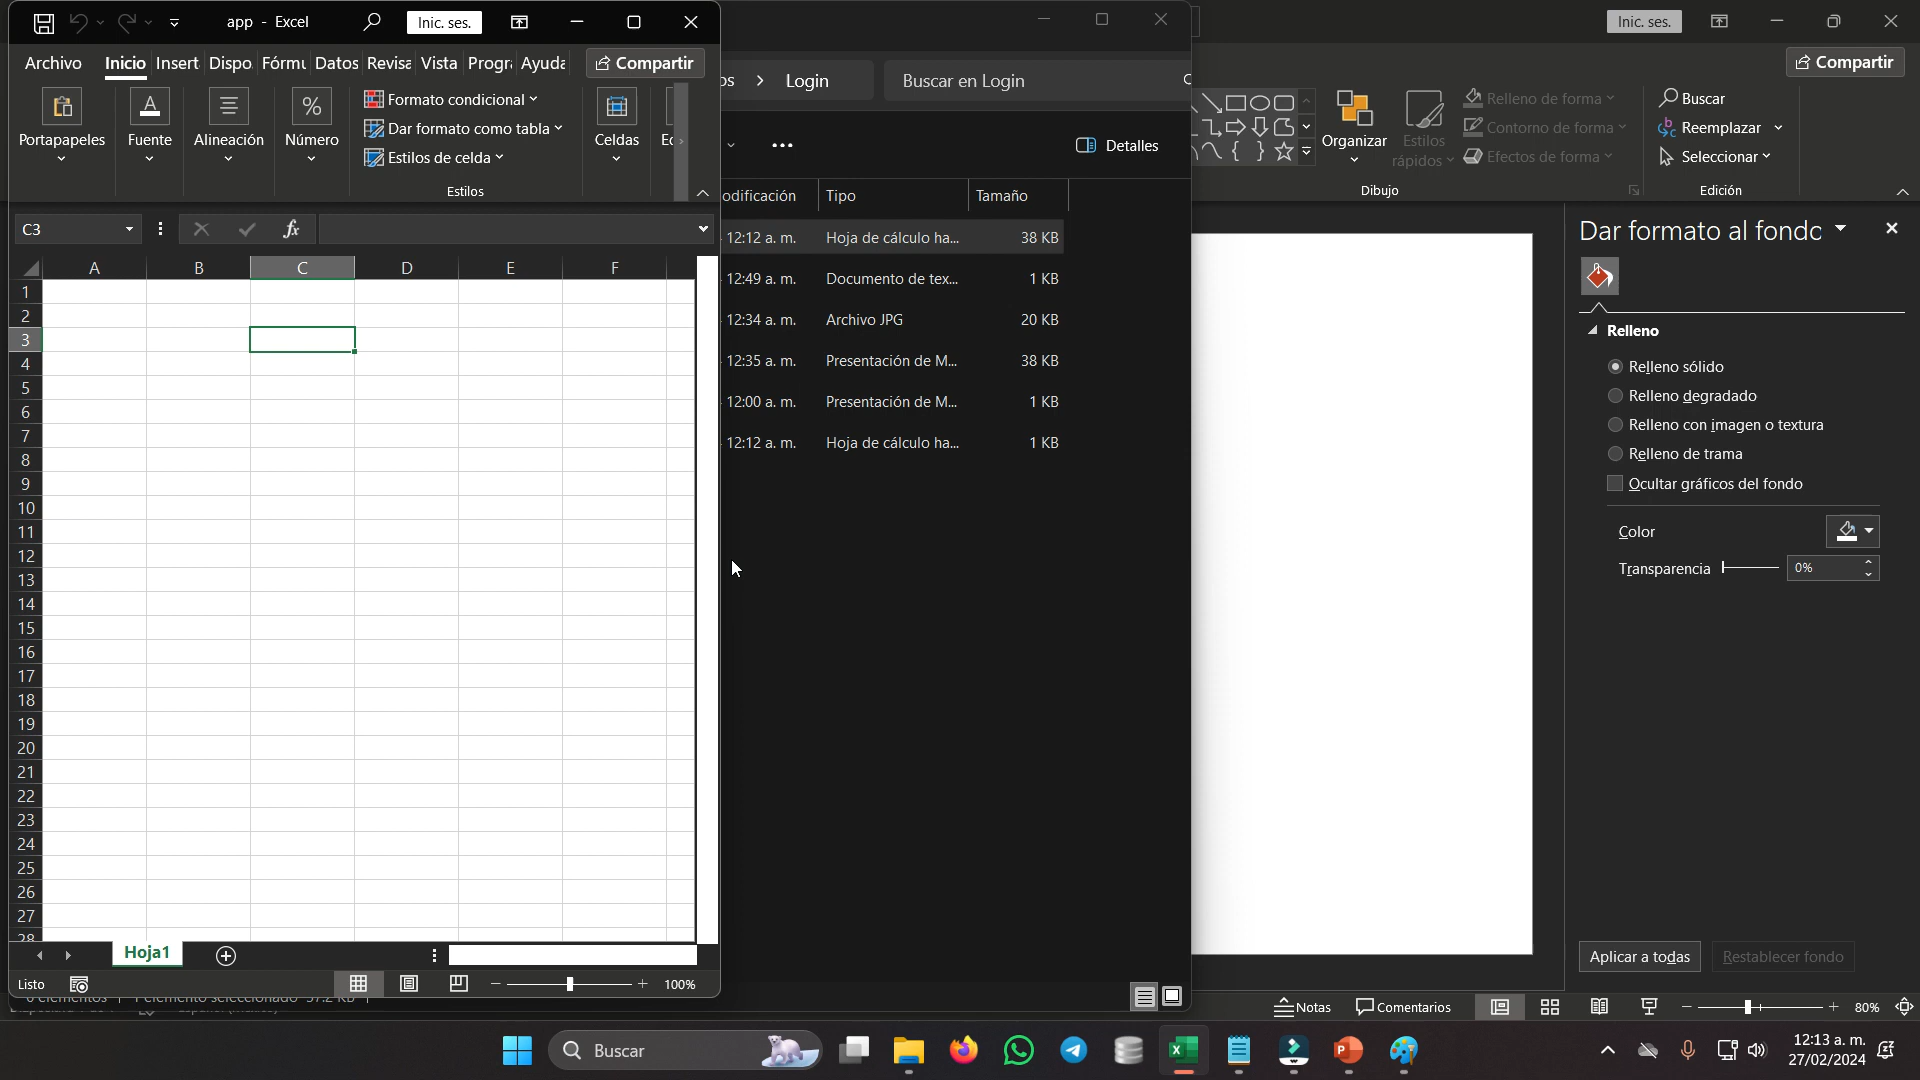 app - Excel
Inic. ses.
Archivo Inicio Insert Dispo Fórmu Datos Revisa Vista Progra Ayuda Compartir
Portapapeles
Fuente
Alineación
Número
Formato condicional
Dar formato como tabla
Estilos de celda
Estilos
Celdas
C3
fx
A B C D E F
1
2
3
4
5
6
7
8
9
10
11
12
13
14
15
16
17
18
19
20
21
22
23
24
25
26
27
28
Hoja1
Listo
100%
os > Login
Buscar en Login
Detalles
odificación Tipo Tamaño
12:12 a. m. Hoja de cálculo ha... 38 KB
12:49 a. m. Documento de tex... 1 KB
12:34 a. m. Archivo JPG 20 KB
12:35 a. m. Presentación de M... 38 KB
12:00 a. m. Presentación de M... 1 KB
12:12 a. m. Hoja de cálculo ha... 1 KB
Inic. ses.
Compartir
Organizar
Estilos
rápidos
Relleno de forma
Contorno de forma
Efectos de forma
Dibujo
Buscar
Reemplazar
Seleccionar
Edición
Dar formato al fondo
Relleno
Relleno sólido
Relleno degradado
Relleno con imagen o textura
Relleno de trama
Ocultar gráficos del fondo
Color
Transparencia 0%
Aplicar a todas Restablecer fondo
Notas Comentarios 80%
Buscar
12:13 a. m.
27/02/2024